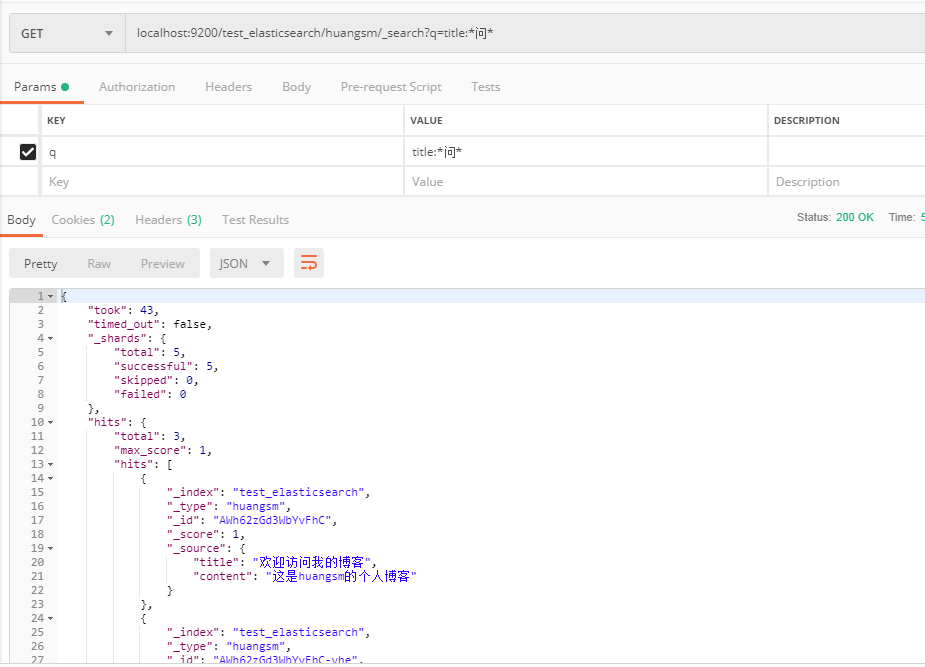 GET localhost:9200/test_elasticsearch/huangsm/_search?q=title:*问*
Params Authorization Headers Body Pre-request Script Tests
KEY VALUE DESCRIPTION
q title:*问*
Key Value Description
Body Cookies (2) Headers (3) Test Results Status: 200 OK Time:
Pretty Raw Preview JSON
1 {
2 "took": 43,
3 "timed_out": false,
4 "_shards": {
5 "total": 5,
6 "successful": 5,
7 "skipped": 0,
8 "failed": 0
9 },
10 "hits": {
11 "total": 3,
12 "max_score": 1,
13 "hits": [
14 {
15 "_index": "test_elasticsearch",
16 "_type": "huangsm",
17 "_id": "AWh62zGd3WbYvFhC",
18 "_score": 1,
19 "_source": {
20 "title": "欢迎访问我的博客",
21 "content": "这是huangsm的个人博客"
22 }
23 },
24 {
25 "_index": "test_elasticsearch",
26 "_type": "huangsm",
27 "_id": "AWh62zGd3WbYvFhC-vhe",